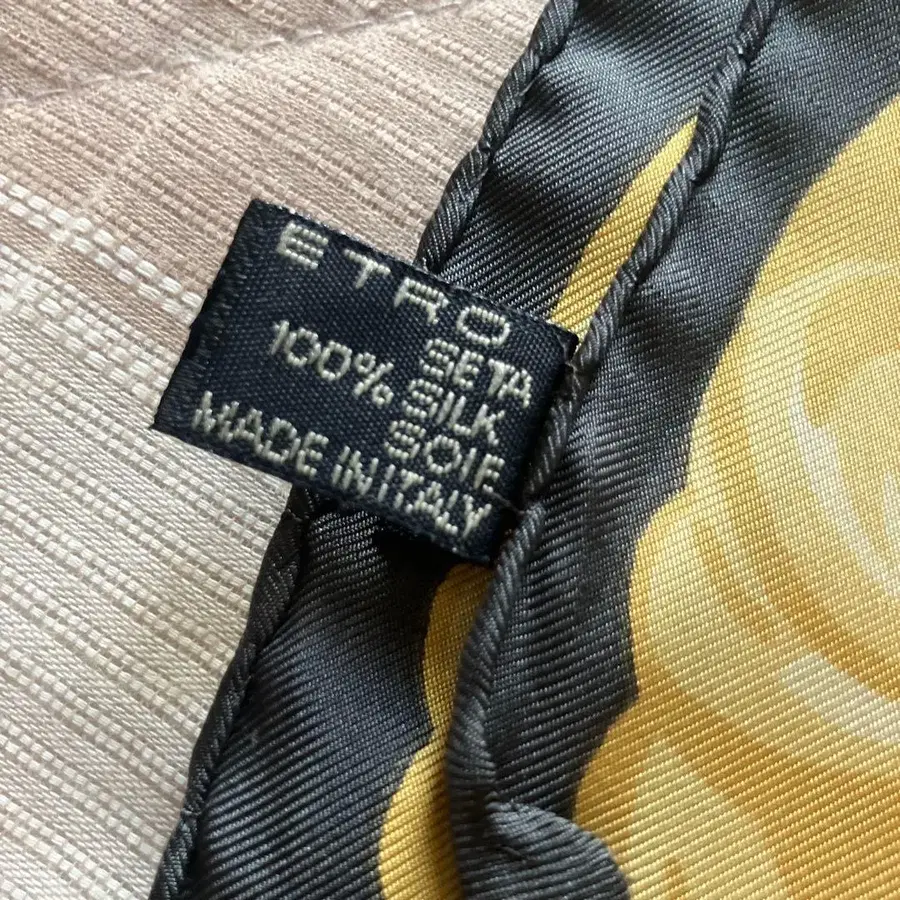 ETRO
SETA
100% SILK
SOIE
MADE IN ITALY